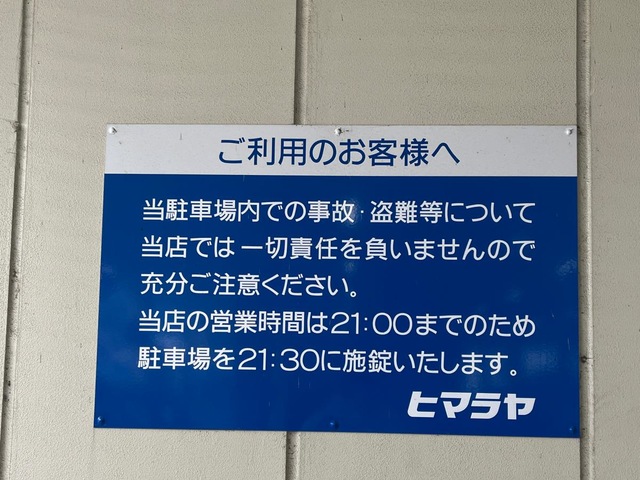 ご利用のお客様へ
当駐車場内での事故・盗難等について
当店では一切責任を負いませんので
充分ご注意ください。
当店の営業時間は21:00までのため
駐車場を21:30に施錠いたします。
ヒマラヤ